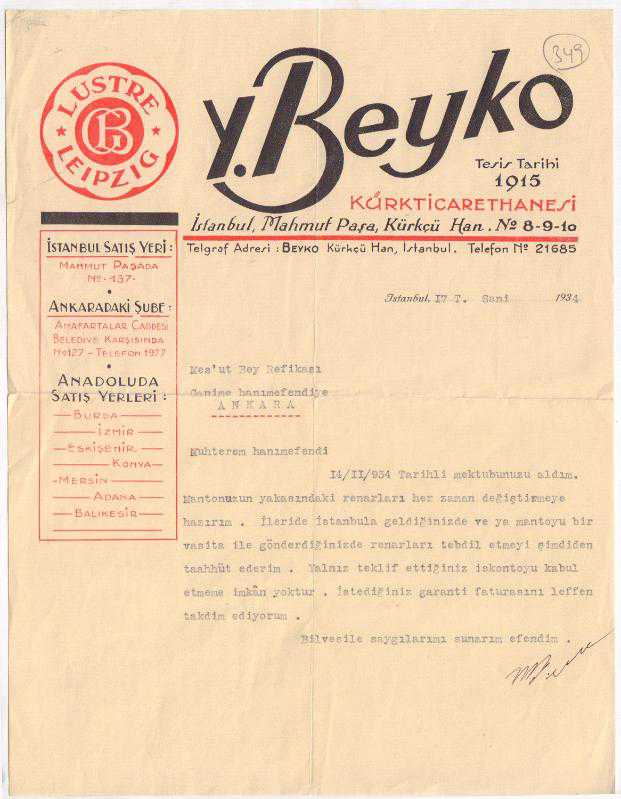 349
LUSTRE
LEIPZIG
Y. Beyko
Tesis Tarihi
1915
KÜRKTİCARETHANESİ
İstanbul, Mahmut Paşa, Kürkçü Han. Nº 8-9-10
Telgraf Adresi : BEYKO Kürkçü Han, Istanbul. Telefon Nº 21685
İSTANBUL SATIŞ YERİ :
MAHMUT PAŞADA
Nº-137-
ANKARADAKİ ŞUBE :
ANAFARTALAR CADDESİ
BELEDİYE KARŞISINDA
Nº127 - TELEFON 1977
ANADOLUDA
SATIŞ YERLERİ :
BURDA
İZMİR
ESKİŞEHİR
KONYA
MERSİN
ADANA
BALIKESİR
İstanbul, 17 T. Sani 1934
Mes'ut Bey Refikası
Ganime hanımefendiye
ANKARA
Muhterem hanımefendi
14/II/934 Tarihli mektubunuzu aldım.
Mantonuzun yakasındaki renarları her zaman değiştirmeye
hazırım . İleride İstanbula geldiğinizde ve ya mantoyu bir
vasita ile gönderdiğinizde renarları tebdil etmeyi şimdiden
taahhüt ederim . Yalnız teklif ettiğiniz iskontoyu kabul
etmeme imkân yoktur . İstediğiniz garanti faturasını leffen
takdim ediyorum .
Bilvesile saygılarımı sunarım efendim .